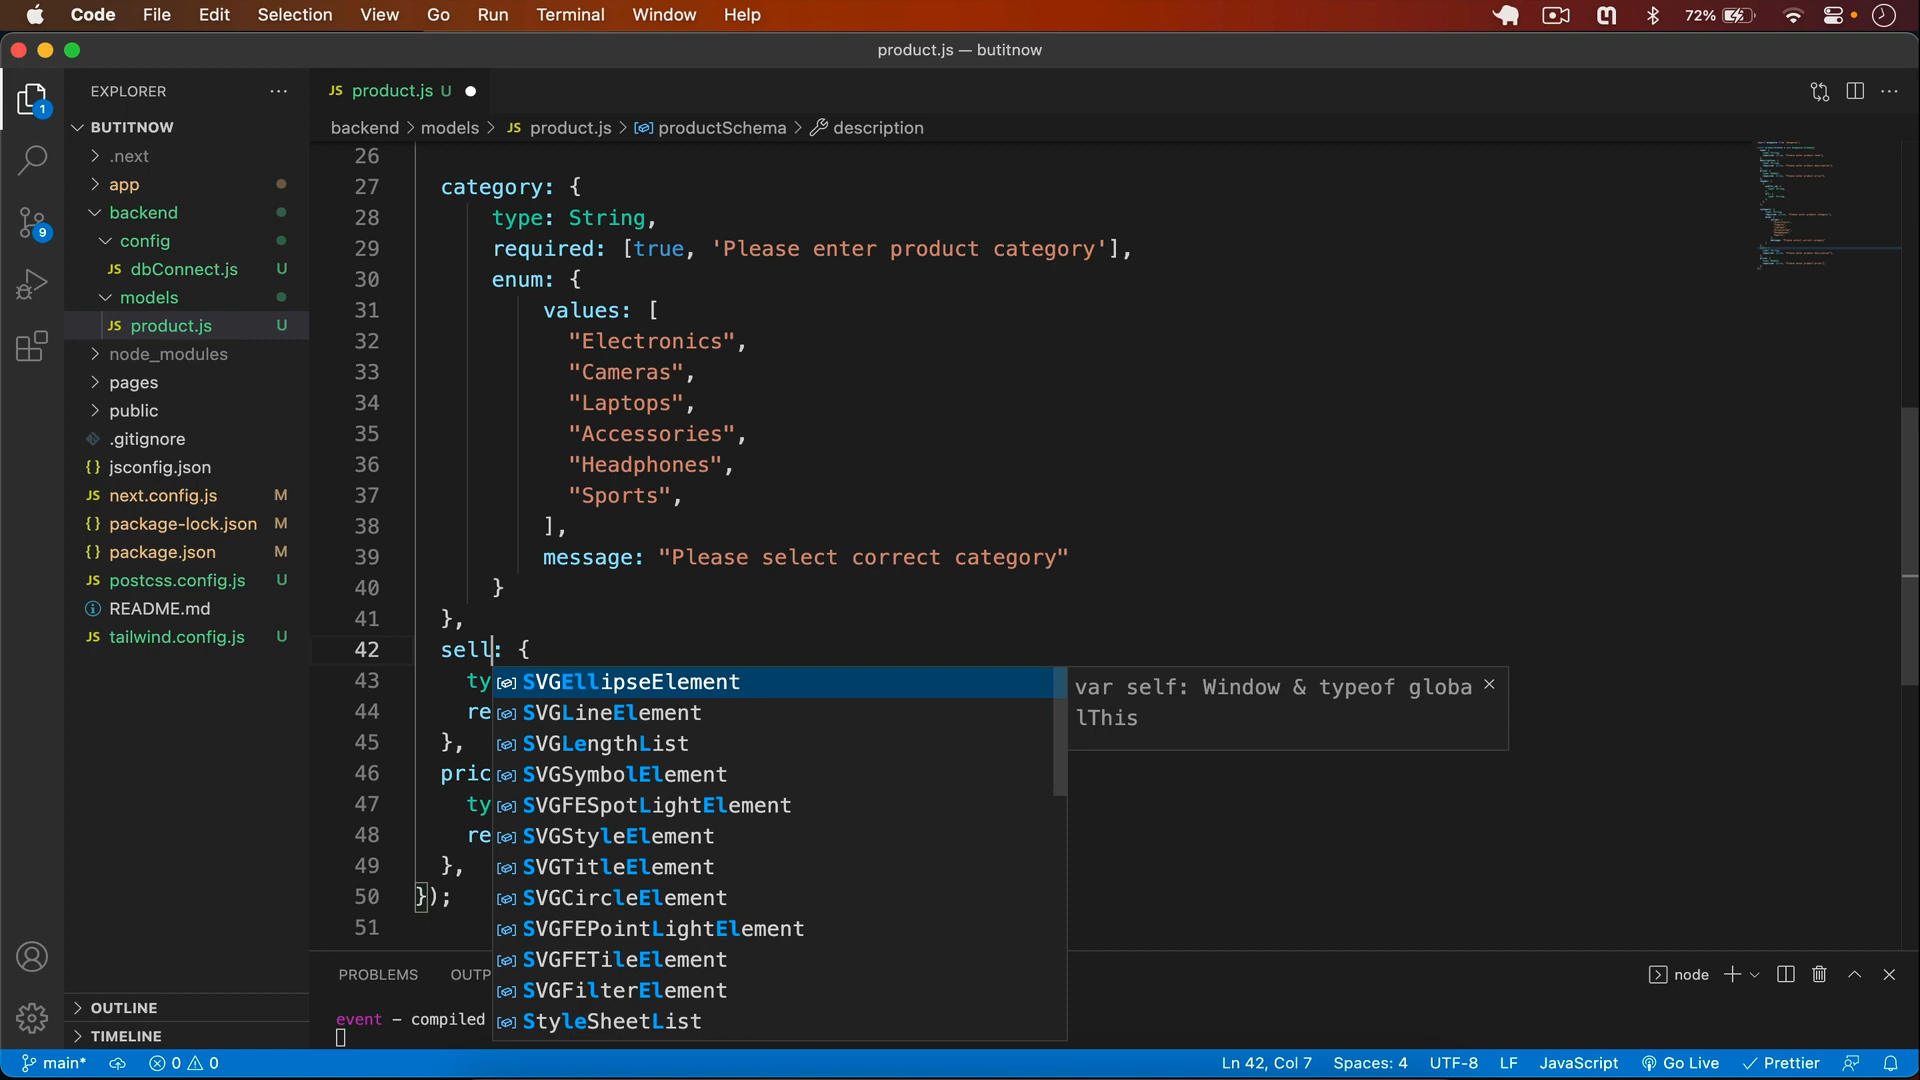 Code File Edit Selection View Go Run Terminal Window Help 72%
product.js — butitnow
EXPLORER
BUTITNOW
.next
app
backend
config
JS dbConnect.js U
models
JS product.js U
node_modules
pages
public
.gitignore
{} jsconfig.json
JS next.config.js M
{} package-lock.json M
{} package.json M
JS postcss.config.js U
README.md
JS tailwind.config.js U
OUTLINE
TIMELINE
1
9
JS product.js U
backend > models > JS product.js > productSchema > description
26
27 category: {
28 type: String,
29 required: [true, 'Please enter product category'],
30 enum: {
31 values: [
32 "Electronics",
33 "Cameras",
34 "Laptops",
35 "Accessories",
36 "Headphones",
37 "Sports",
38 ],
39 message: "Please select correct category"
40 }
41 },
42 sell: {
43 ty
44 re
45 },
46 pric
47 ty
48 re
49 },
50 });
51
SVGEllipseElement
SVGLineElement
SVGLengthList
SVGSymbolElement
SVGFESpotLightElement
SVGStyleElement
SVGTitleElement
SVGCircleElement
SVGFEPointLightElement
SVGFETileElement
SVGFilterElement
StyleSheetList
var self: Window & typeof globa
lThis
PROBLEMS OUTP
node
event - compiled
main* 0 0 Ln 42, Col 7 Spaces: 4 UTF-8 LF JavaScript Go Live Prettier